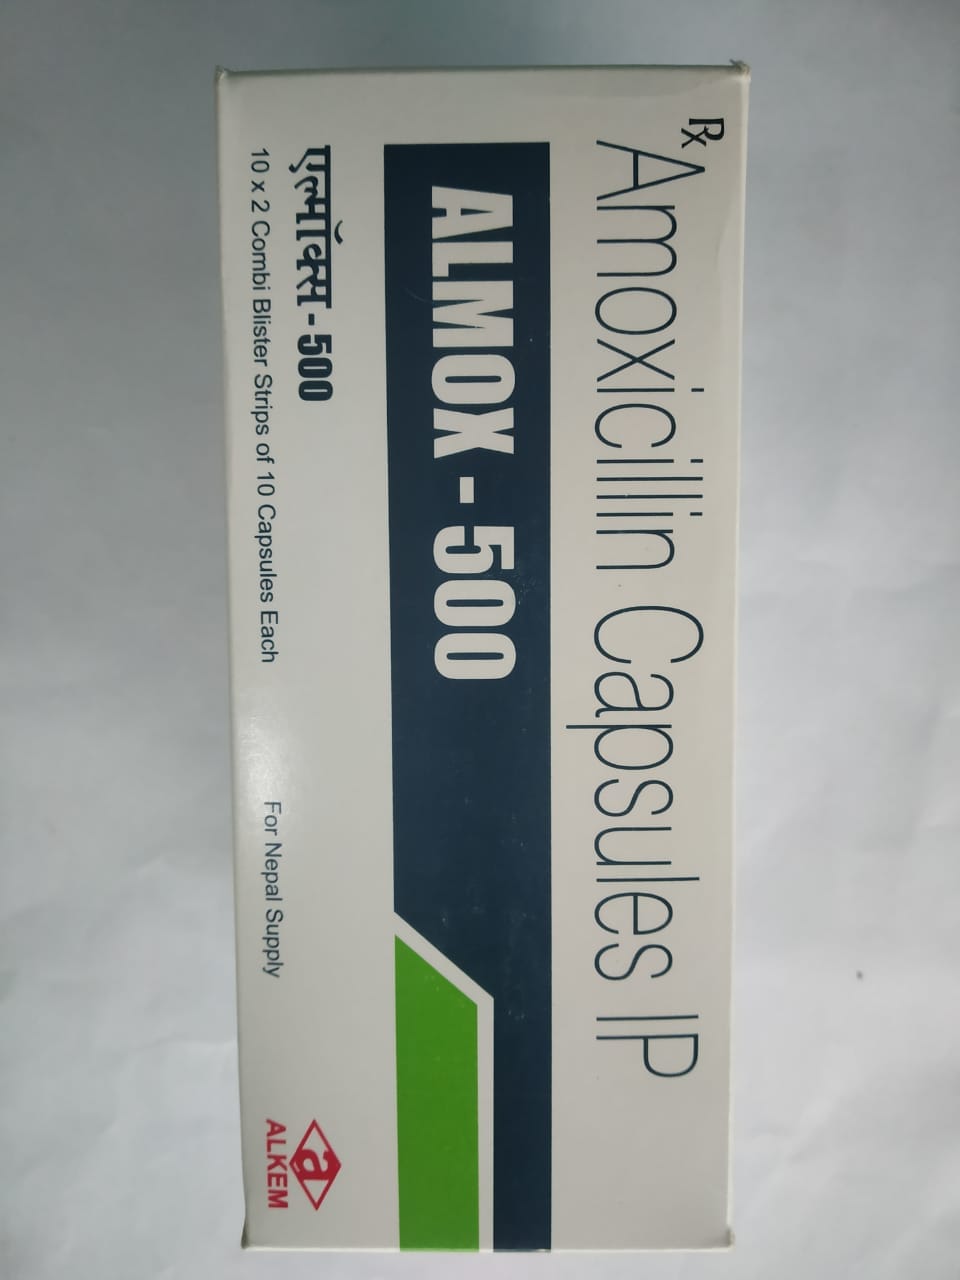 Rx
Amoxicillin Capsules IP
ALMOX - 500
एल्मॉक्स - 500
10 x 2 Combi Blister Strips of 10 Capsules Each
For Nepal Supply
a
ALKEM